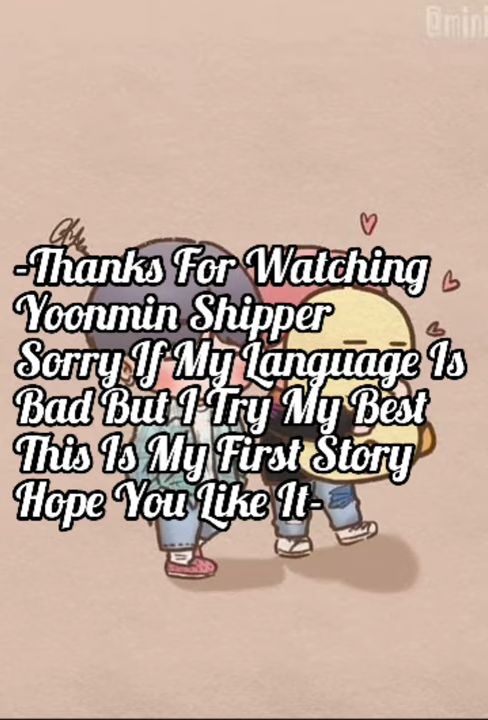 @mini
-Thanks For Watching
Yoonmin Shipper
Sorry If My Language Is
Bad But I Try My Best
This Is My First Story
Hope You Like It-